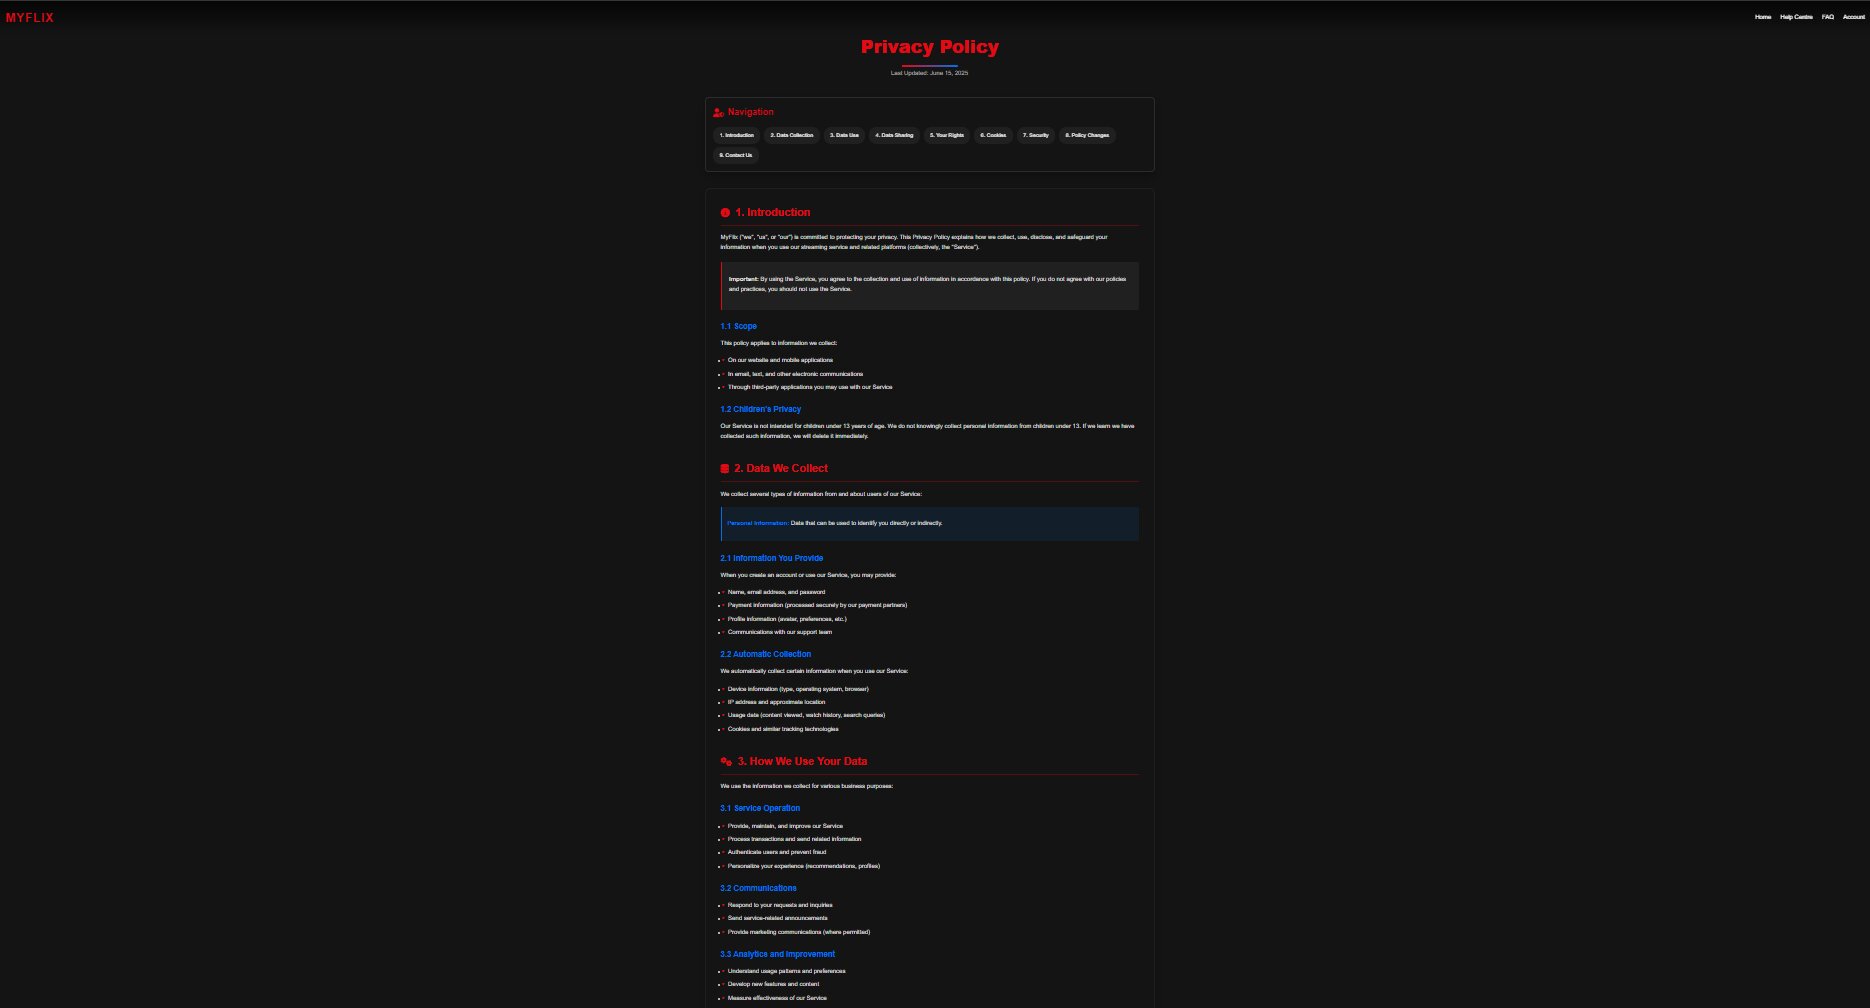 MYFLIX
Home Help Centre FAQ Account
Privacy Policy
Last Updated: June 15, 2025
Navigation
1. Introduction 2. Data Collection 3. Data Use 4. Data Sharing 5. Your Rights 6. Cookies 7. Security 8. Policy Changes
9. Contact Us
1. Introduction
MyFlix ("we", "us", or "our") is committed to protecting your privacy. This Privacy Policy explains how we collect, use, disclose, and safeguard your
information when you use our streaming service and related platforms (collectively, the "Service").
Important: By using the Service, you agree to the collection and use of information in accordance with this policy. If you do not agree with our policies
and practices, you should not use the Service.
1.1 Scope
This policy applies to information we collect:
On our website and mobile applications
In email, text, and other electronic communications
Through third-party applications you may use with our Service
1.2 Children's Privacy
Our Service is not intended for children under 13 years of age. We do not knowingly collect personal information from children under 13. If we learn we have
collected such information, we will delete it immediately.
2. Data We Collect
We collect several types of information from and about users of our Service:
Personal Information: Data that can be used to identify you directly or indirectly.
2.1 Information You Provide
When you create an account or use our Service, you may provide:
Name, email address, and password
Payment information (processed securely by our payment partners)
Profile information (avatar, preferences, etc.)
Communications with our support team
2.2 Automatic Collection
We automatically collect certain information when you use our Service:
Device information (type, operating system, browser)
IP address and approximate location
Usage data (content viewed, watch history, search queries)
Cookies and similar tracking technologies
3. How We Use Your Data
We use the information we collect for various business purposes:
3.1 Service Operation
Provide, maintain, and improve our Service
Process transactions and send related information
Authenticate users and prevent fraud
Personalize your experience (recommendations, profiles)
3.2 Communications
Respond to your requests and inquiries
Send service-related announcements
Provide marketing communications (where permitted)
3.3 Analytics and Improvement
Understand usage patterns and preferences
Develop new features and content
Measure effectiveness of our Service